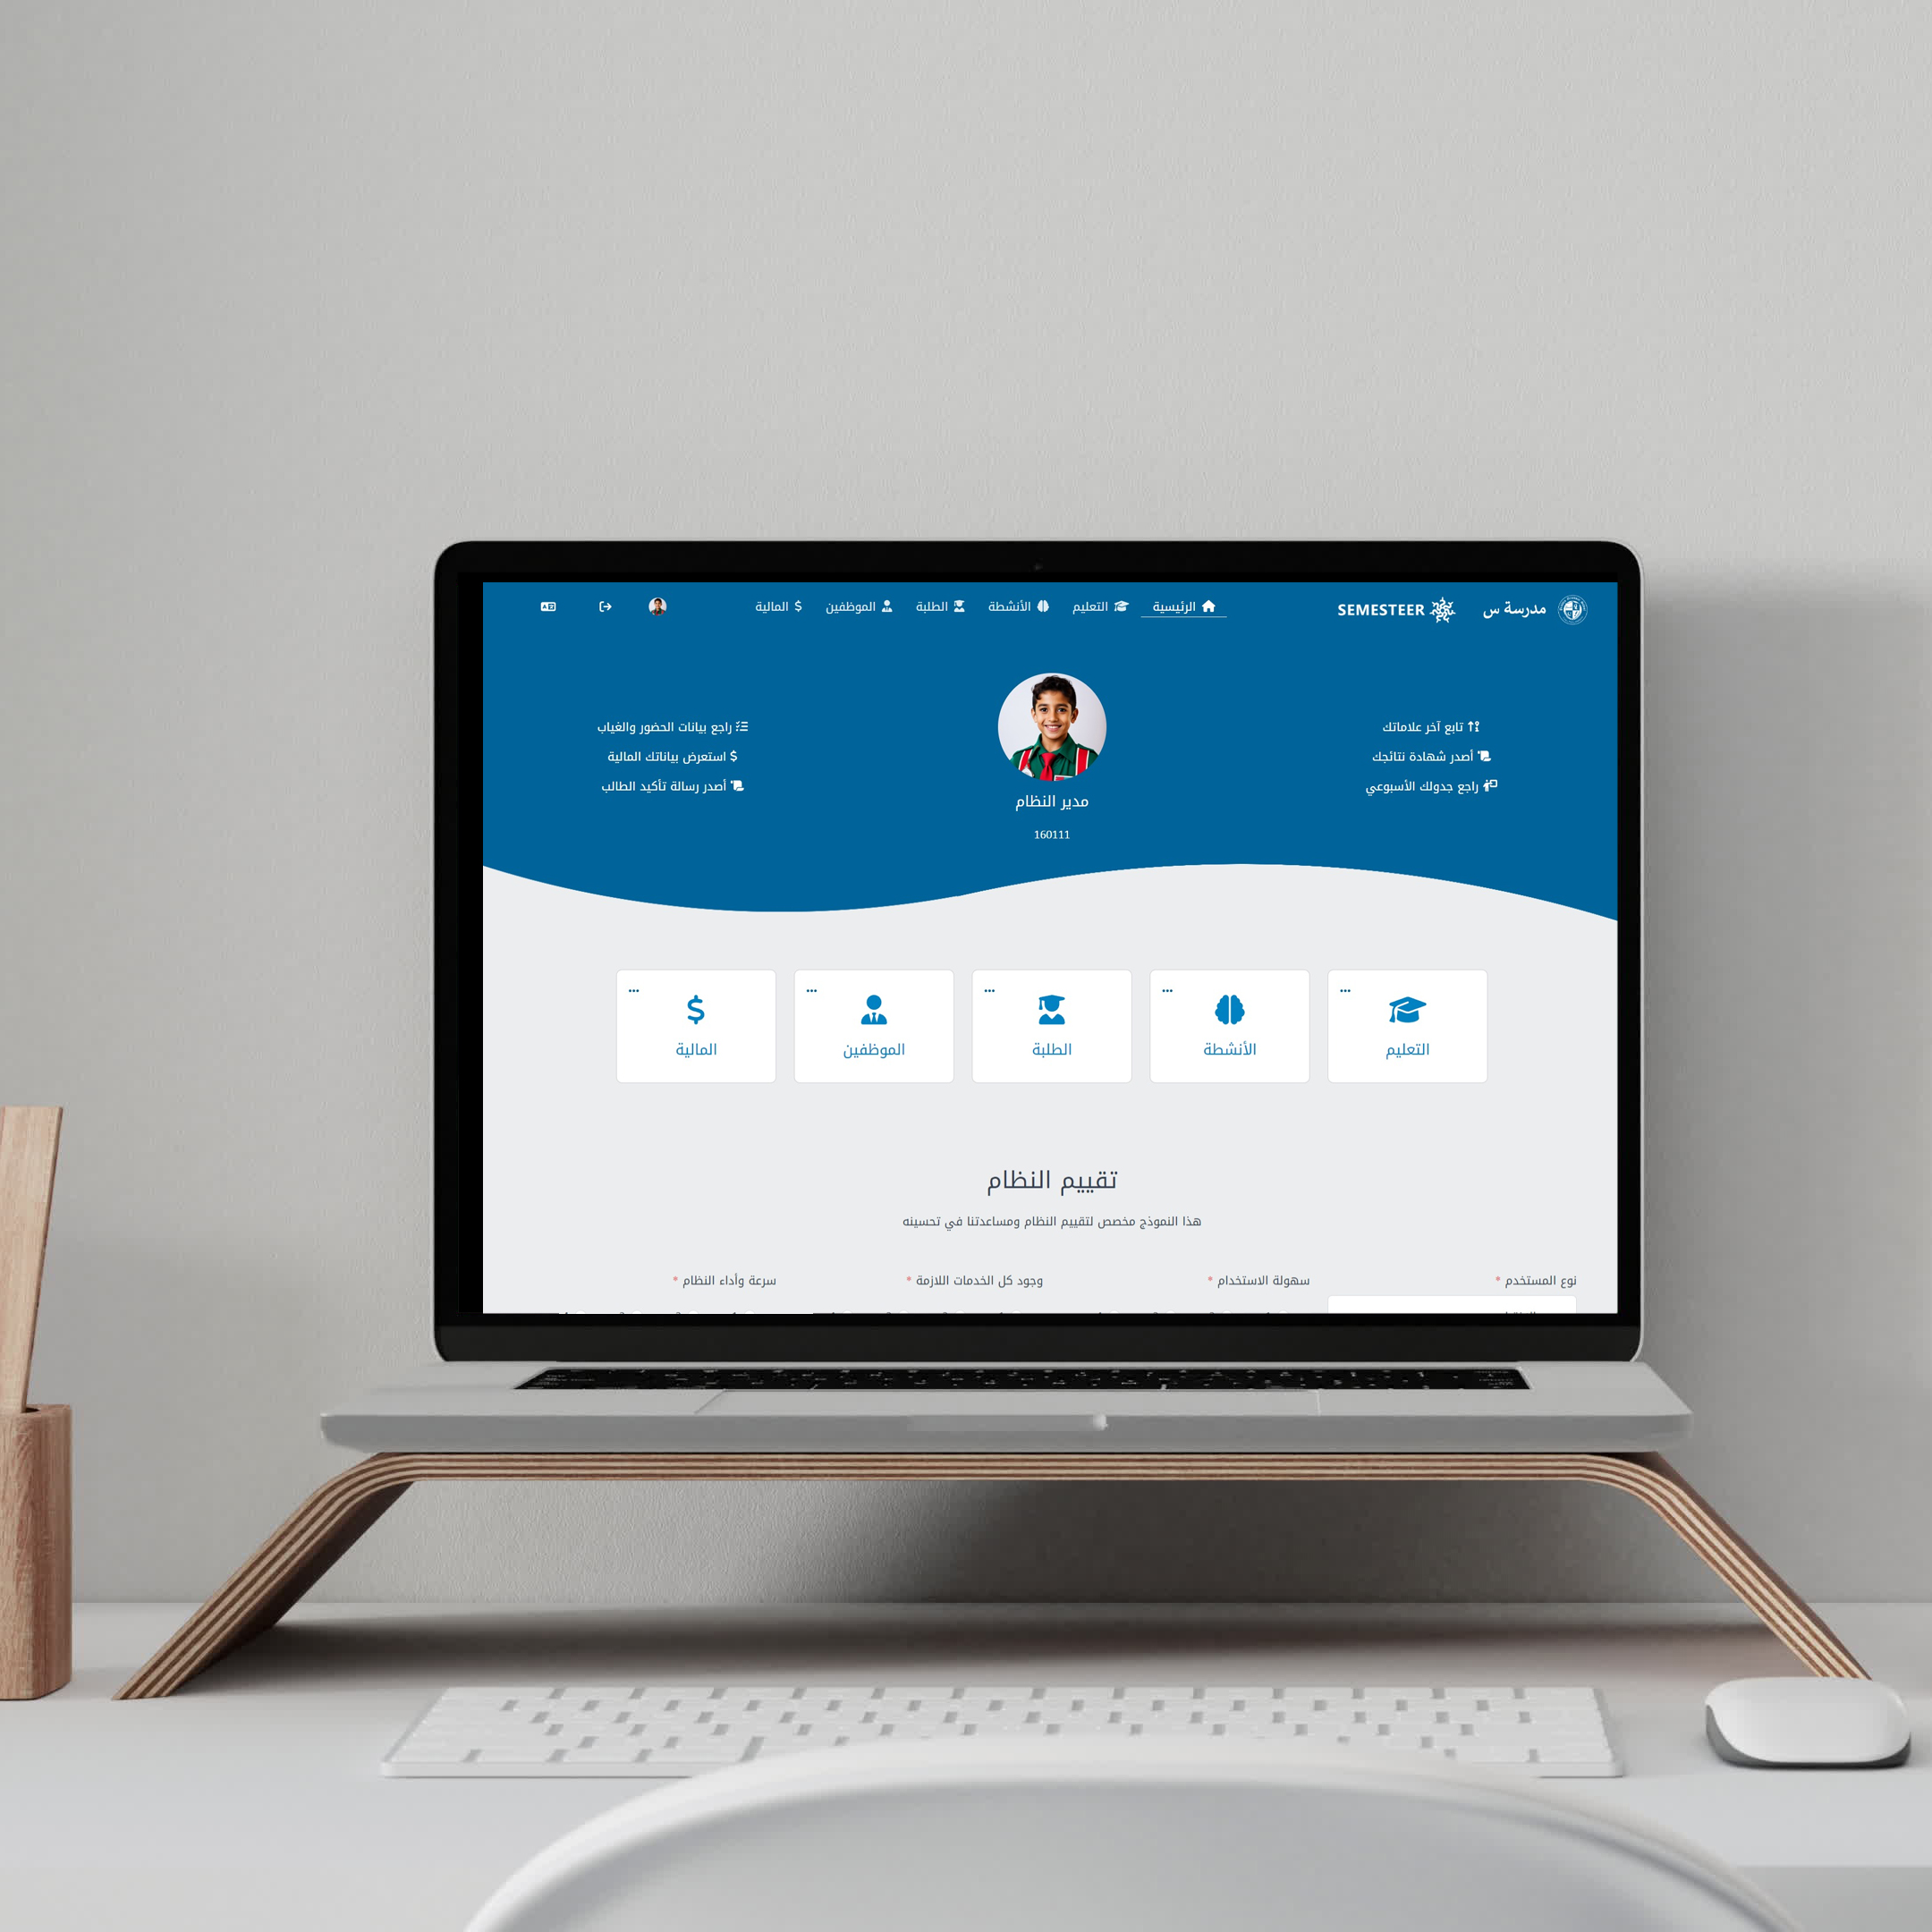 مدرسة س
SEMESTEER
الرئيسية
التعليم
الأنشطة
الطلبة
الموظفين
المالية
تابع آخر علاماتك
أصدر شهادة نتائجك
راجع جدولك الأسبوعي
مدير النظام
160111
راجع بيانات الحضور والغياب
استعرض بياناتك المالية
أصدر رسالة تأكيد الطالب
التعليم
الأنشطة
الطلبة
الموظفين
المالية
تقييم النظام
هذا النموذج مخصص لتقييم النظام ومساعدتنا في تحسينه
نوع المستخدم *
سهولة الاستخدام *
وجود كل الخدمات اللازمة *
سرعة وأداء النظام *